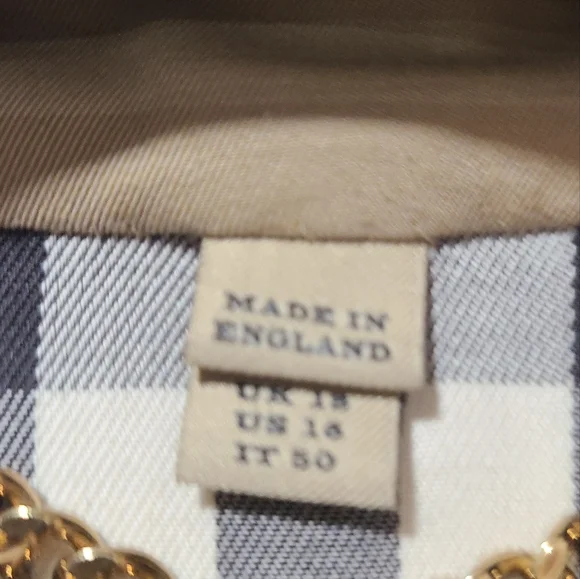 MADE IN
ENGLAND
UK 18
US 16
IT 50